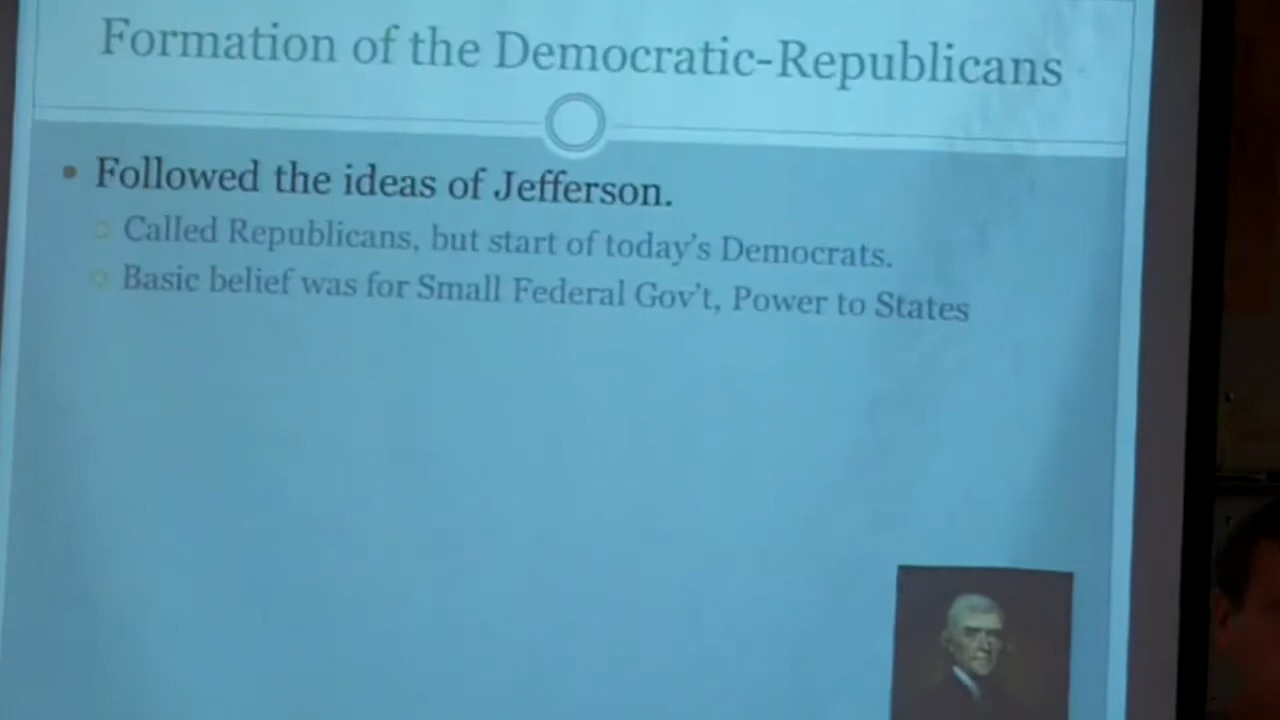 Formation of the Democratic-Republicans
Followed the ideas of Jefferson.
Called Republicans, but start of today's Democrats.
Basic belief was for Small Federal Gov't, Power to States